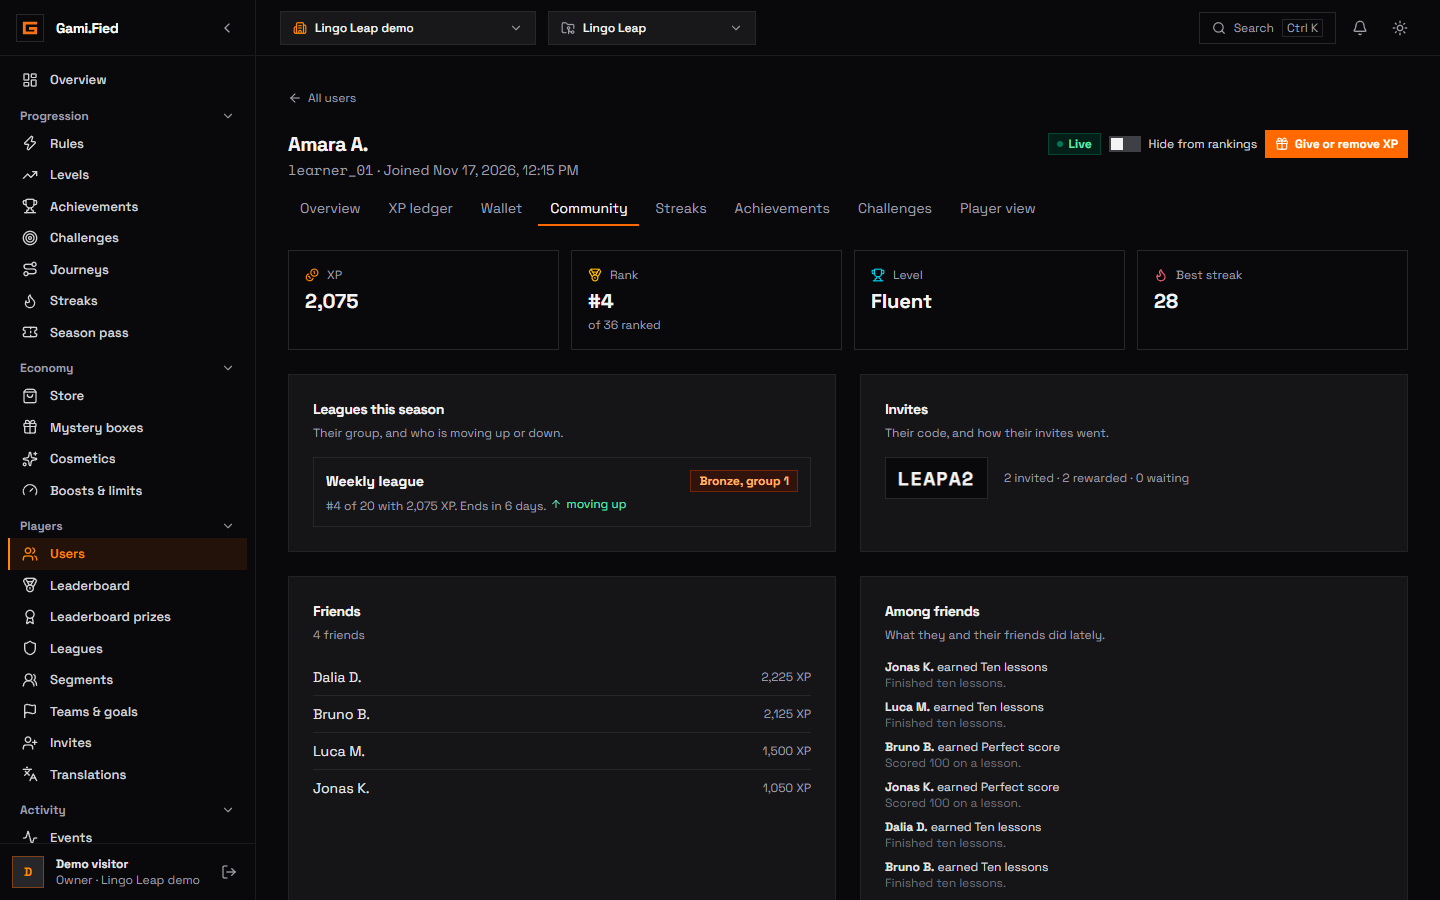 Gami.Fied
Lingo Leap demo
Lingo Leap
Search Ctrl K
Overview
Progression
Rules
Levels
Achievements
Challenges
Journeys
Streaks
Season pass
Economy
Store
Mystery boxes
Cosmetics
Boosts & limits
Players
Users
Leaderboard
Leaderboard prizes
Leagues
Segments
Teams & goals
Invites
Translations
Activity
Events
D
Demo visitor
Owner · Lingo Leap demo
All users
Amara A.
learner_01 · Joined Nov 17, 2026, 12:15 PM
Live
Hide from rankings
Give or remove XP
Overview
XP ledger
Wallet
Community
Streaks
Achievements
Challenges
Player view
XP
2,075
Rank
#4
of 36 ranked
Level
Fluent
Best streak
28
Leagues this season
Their group, and who is moving up or down.
Weekly league
Bronze, group 1
#4 of 20 with 2,075 XP. Ends in 6 days. ↑ moving up
Invites
Their code, and how their invites went.
LEAPA2
2 invited · 2 rewarded · 0 waiting
Friends
4 friends
Dalia D. 2,225 XP
Bruno B. 2,125 XP
Luca M. 1,500 XP
Jonas K. 1,050 XP
Among friends
What they and their friends did lately.
Jonas K. earned Ten lessons
Finished ten lessons.
Luca M. earned Ten lessons
Finished ten lessons.
Bruno B. earned Perfect score
Scored 100 on a lesson.
Jonas K. earned Perfect score
Scored 100 on a lesson.
Dalia D. earned Ten lessons
Finished ten lessons.
Bruno B. earned Ten lessons
Finished ten lessons.